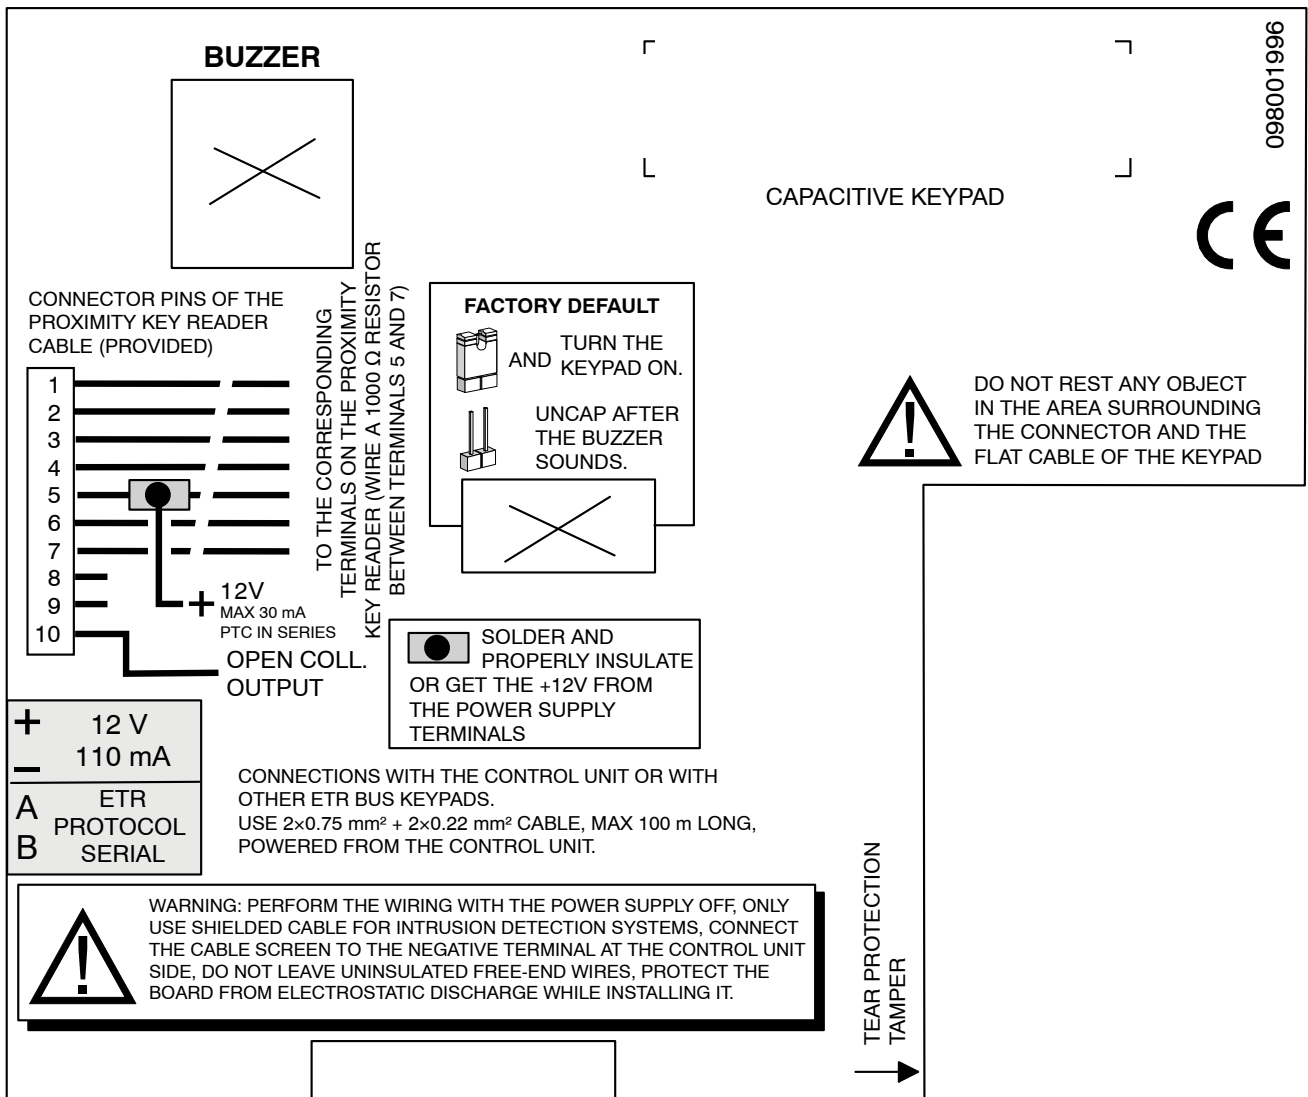 BUZZER
098001996
CAPACITIVE KEYPAD
CE
CONNECTOR PINS OF THE
PROXIMITY KEY READER
CABLE (PROVIDED)
1
2
3
4
5
6
7
8
9
10
+ 12V
MAX 30 mA
PTC IN SERIES
OPEN COLL.
OUTPUT
TO THE CORRESPONDING
TERMINALS ON THE PROXIMITY
KEY READER (WIRE A 1000 Ω RESISTOR
BETWEEN TERMINALS 5 AND 7)
FACTORY DEFAULT
AND
TURN THE
KEYPAD ON.
UNCAP AFTER
THE BUZZER
SOUNDS.
DO NOT REST ANY OBJECT
IN THE AREA SURROUNDING
THE CONNECTOR AND THE
FLAT CABLE OF THE KEYPAD
SOLDER AND
PROPERLY INSULATE
OR GET THE +12V FROM
THE POWER SUPPLY
TERMINALS
+ 12 V
– 110 mA
A
B
ETR
PROTOCOL
SERIAL
CONNECTIONS WITH THE CONTROL UNIT OR WITH
OTHER ETR BUS KEYPADS.
USE 2×0.75 mm² + 2×0.22 mm² CABLE, MAX 100 m LONG,
POWERED FROM THE CONTROL UNIT.
WARNING: PERFORM THE WIRING WITH THE POWER SUPPLY OFF, ONLY
USE SHIELDED CABLE FOR INTRUSION DETECTION SYSTEMS, CONNECT
THE CABLE SCREEN TO THE NEGATIVE TERMINAL AT THE CONTROL UNIT
SIDE, DO NOT LEAVE UNINSULATED FREE-END WIRES, PROTECT THE
BOARD FROM ELECTROSTATIC DISCHARGE WHILE INSTALLING IT.
TEAR PROTECTION
TAMPER